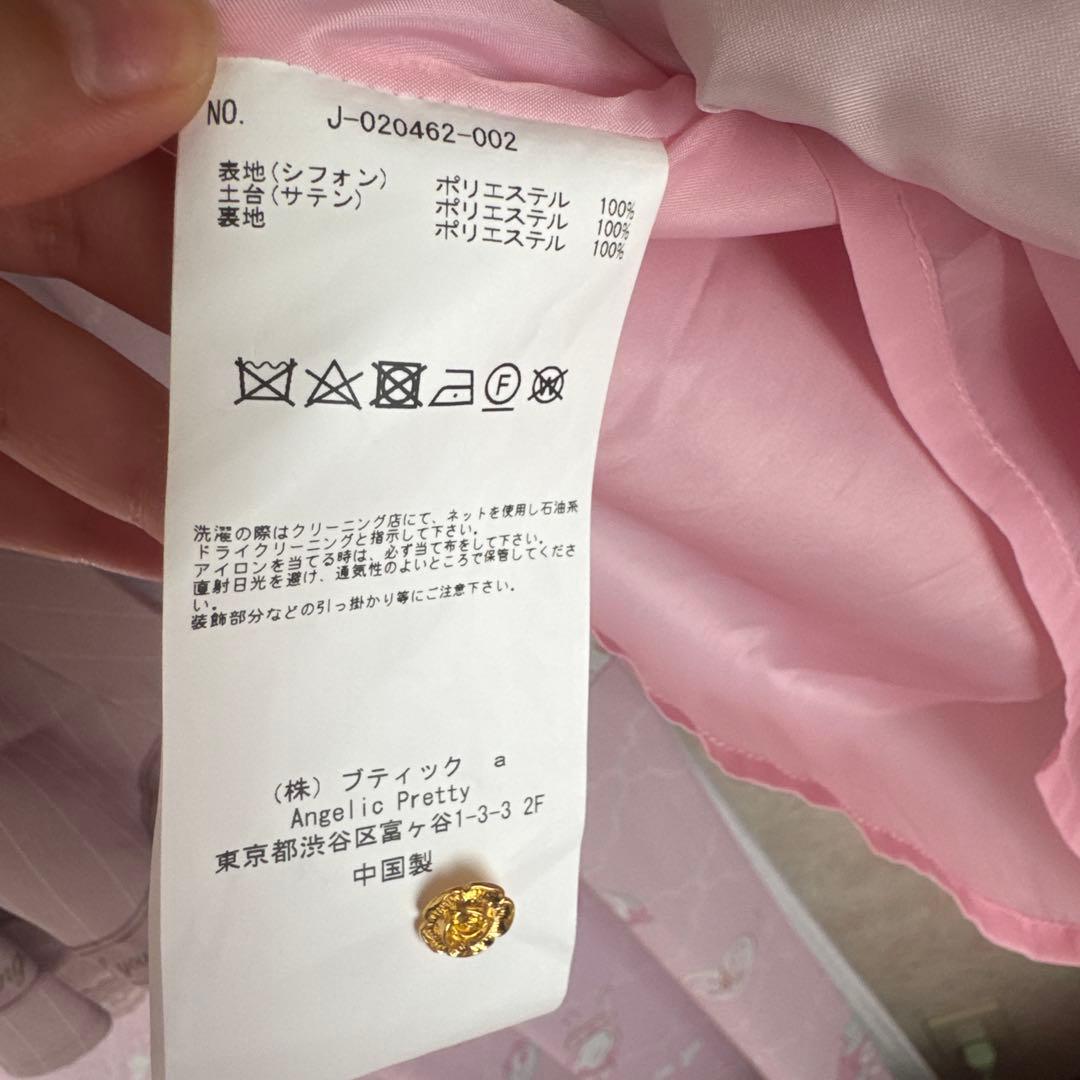 NO. J-020462-002
表地(シフォン) ポリエステル 100%
土台(サテン) ポリエステル 100%
裏地 ポリエステル 100%
F
W
洗濯の際はクリーニング店にて、ネットを使用し石油系
ドライクリーニングと指示して下さい。
アイロンを当てる時は、必ず当て布をして下さい。
直射日光を避け、通気性のよいところで保管してくださ
い。
装飾部分などの引っ掛かり等にご注意下さい。
(株) ブティック a
Angelic Pretty
東京都渋谷区富ヶ谷1-3-3 2F
中国製